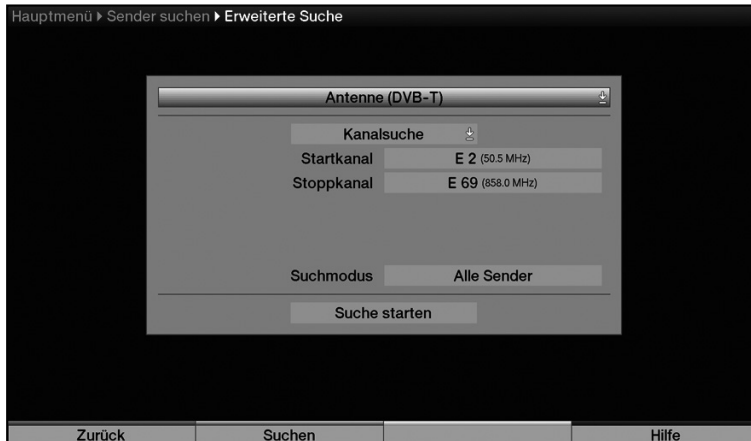 Hauptmenü ▸ Sender suchen ▸ Erweiterte Suche
Antenne (DVB-T)
Kanalsuche
Startkanal E 2 (50.5 MHz)
Stoppkanal E 69 (858.0 MHz)
Suchmodus Alle Sender
Suche starten
Zurück Suchen Hilfe